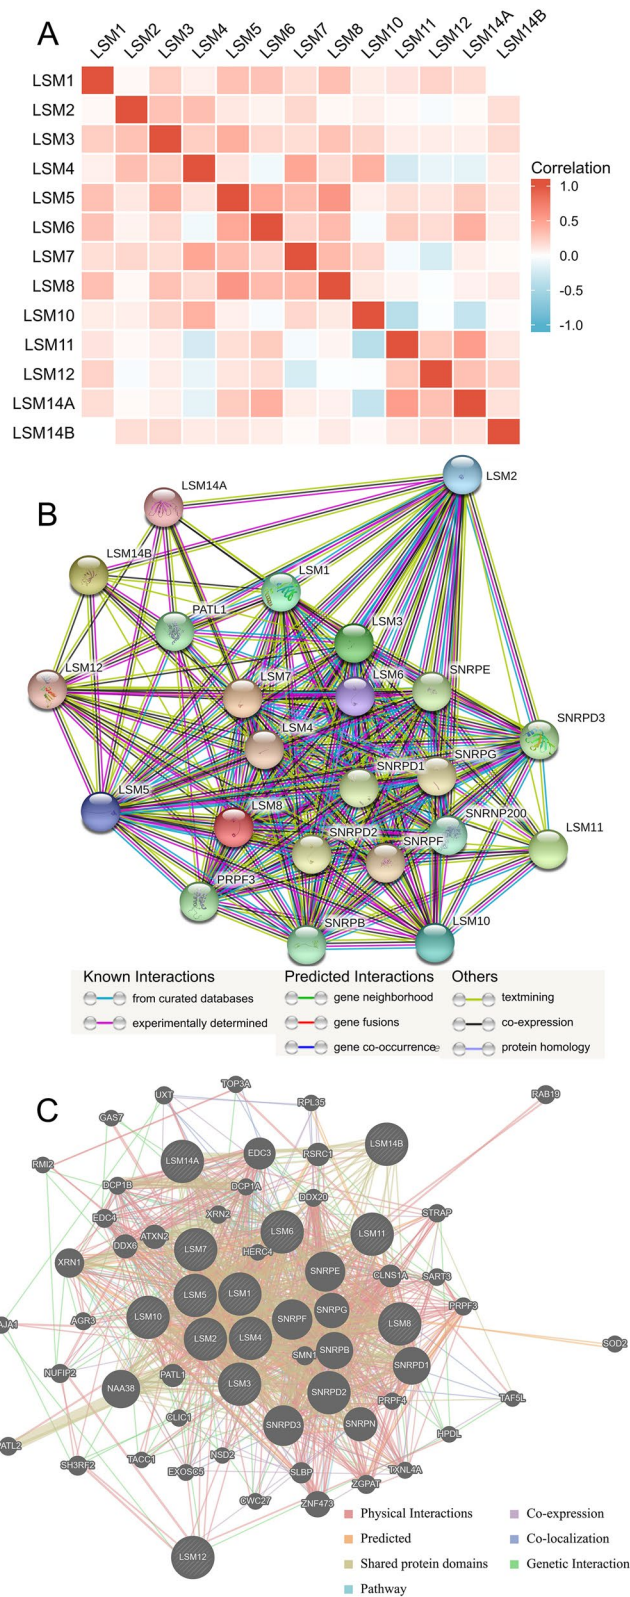 A
LSM1 LSM2 LSM3 LSM4 LSM5 LSM6 LSM7 LSM8 LSM10 LSM11 LSM12 LSM14A LSM14B
LSM1
LSM2
LSM3
LSM4
LSM5
LSM6
LSM7
LSM8
LSM10
LSM11
LSM12
LSM14A
LSM14B
Correlation
1.0
0.5
0.0
-0.5
-1.0
B
LSM14A
LSM2
LSM14B
LSM1
PATL1
LSM3
LSM12
LSM7
LSM6
SNRPE
SNRPD3
LSM4
SNRPG
SNRPD1
LSM5
LSM8
SNRNP200
LSM11
SNRPD2
SNRPF
PRPF3
SNRPB
LSM10
Known Interactions
from curated databases
experimentally determined
Predicted Interactions
gene neighborhood
gene fusions
gene co-occurrence
Others
textmining
co-expression
protein homology
C
TOP3A
UXT
RPL35
RAB19
GAS7
LSM14B
EDC3
RSRC1
LSM14A
RMI2
DCP1B
DCP1A
DDX20
XRN2
STRAP
EDC4
LSM6
LSM11
ATXN2
DDX6
LSM7
HERC4
XRN1
SNRPE
CLNS1A
SART3
LSM5
LSM1
PRPF3
SNRPG
LSM10
SNRPF
AGR3
LSM8
AJA1
LSM2
LSM4
SOD2
SMN1
SNRPB
SNRPD1
NUFIP2
PATL1
LSM3
NAA38
SNRPD2
PRPF4
TAF5L
CLIC1
SNRPD3
SNRPN
HPDL
PATL2
NSD2
TACC1
SH3RF2
EXOSC5
SLBP
TXNL4A
ZGPAT
CWC27
ZNF473
LSM12
Physical Interactions
Predicted
Shared protein domains
Pathway
Co-expression
Co-localization
Genetic Interaction